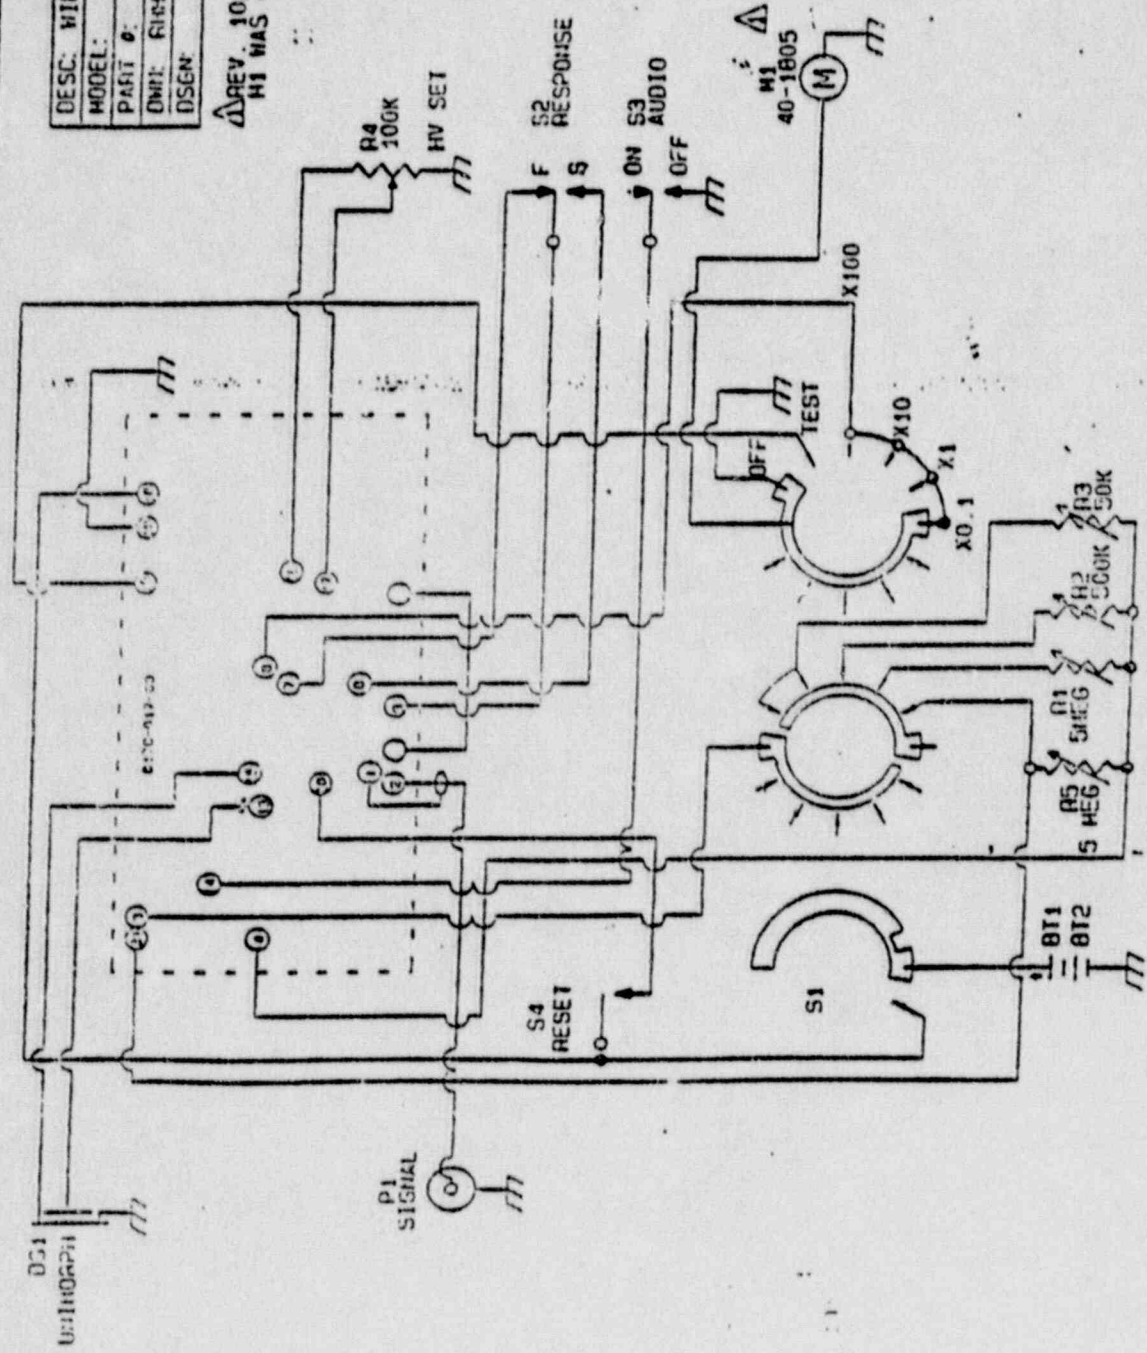 DESC:
MODEL:
PART #:
DWN:
DSGN:
REV. 10
M1 WAS
R4
100K
HV SET
S2
RESPONSE
F
S
S3
AUDIO
ON
OFF
M1
40-1805
M
X100
TEST
OFF
X10
X1
X0.1
R3
50K
R2
500K
R1
5MEG
R5
5 MEG
BT1
BT2
S1
S4
RESET
P1
SIGNAL
DS1